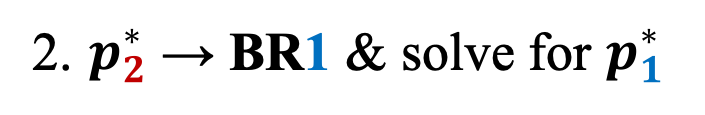 2. p₂* → BR1 & solve for p₁*